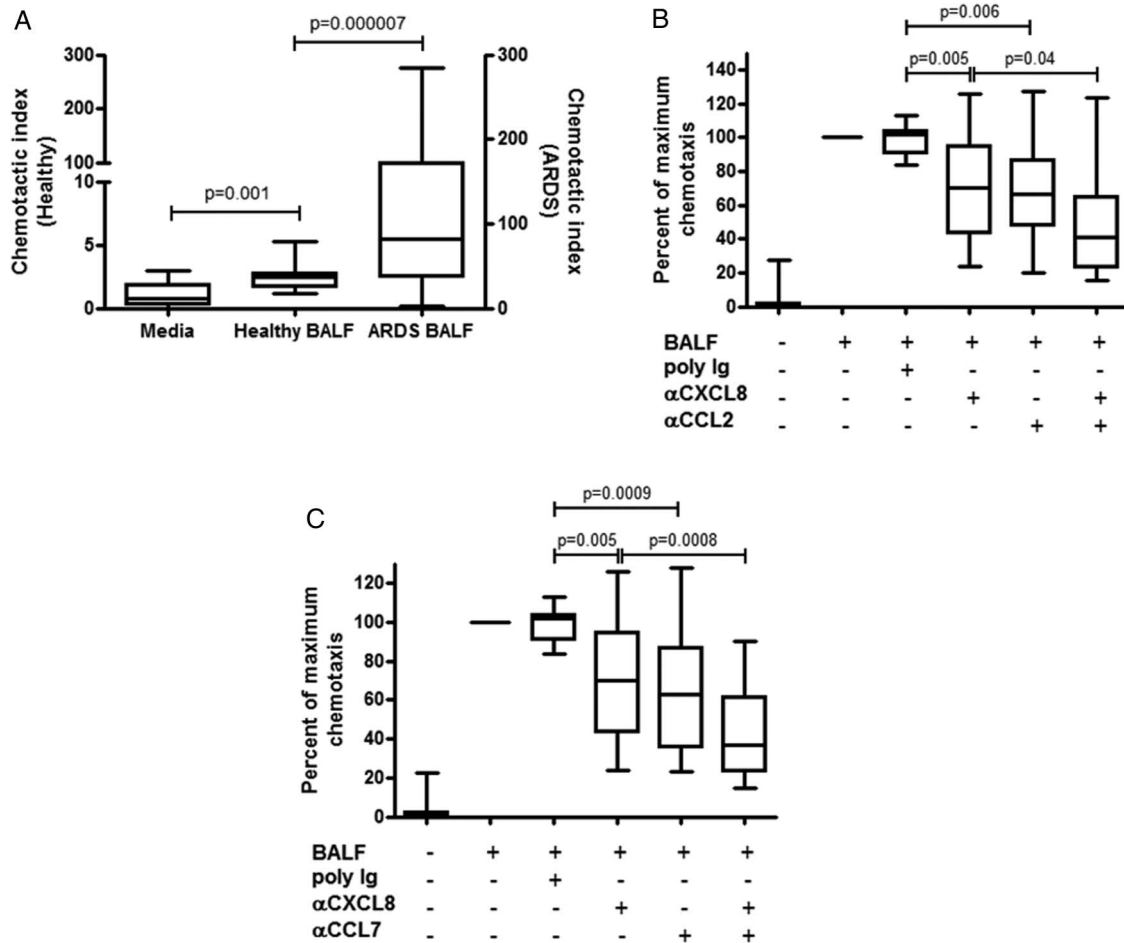 A
p=0.000007
p=0.001
Chemotactic index
(Healthy)
300
200
100
10
5
0
300
200
100
0
Chemotactic index
(ARDS)
Media Healthy BALF ARDS BALF
B
p=0.006
p=0.005 p=0.04
Percent of maximum
chemotaxis
140
120
100
80
60
40
20
0
BALF - + + + + +
poly Ig - - + - - -
αCXCL8 - - - + - +
αCCL2 - - - - + +
C
p=0.0009
p=0.005 p=0.0008
Percent of maximum
chemotaxis
120
100
80
60
40
20
0
BALF - + + + + +
poly Ig - - + - - -
αCXCL8 - - - + - +
αCCL7 - - - - + +